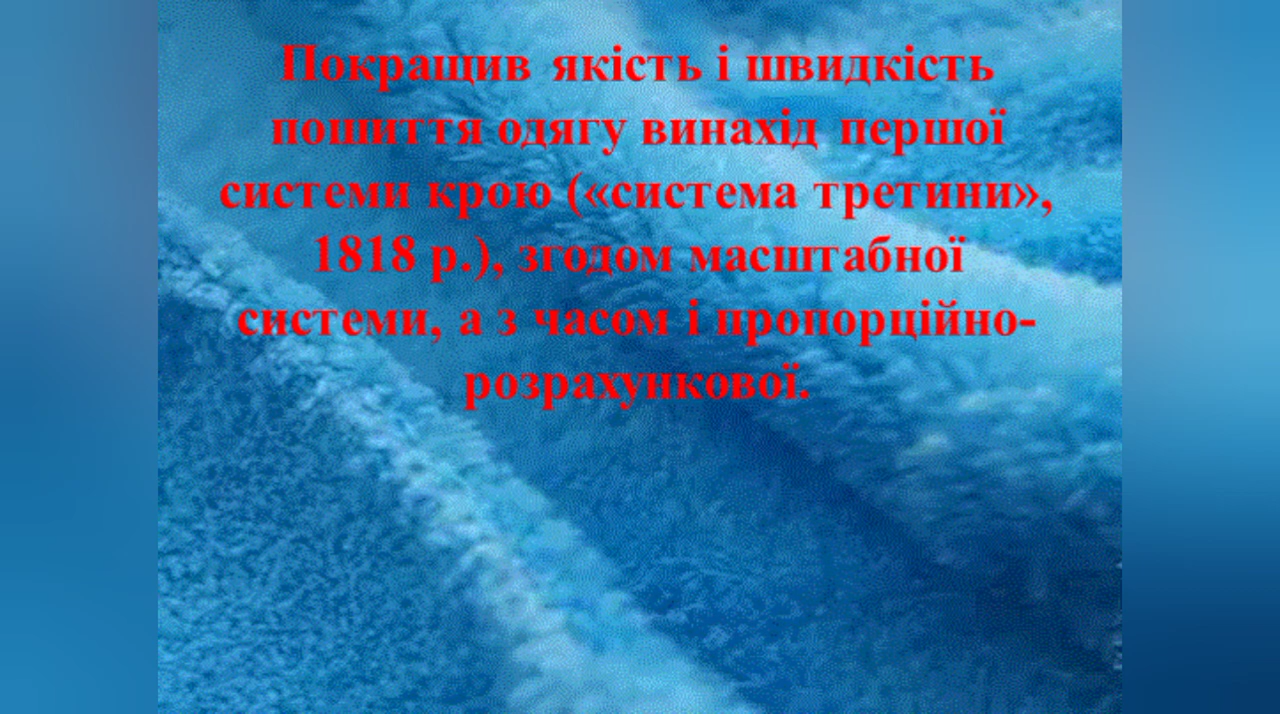 Покращив якість і швидкість
пошиття одягу винахід першої
системи крою («система третини»,
1818 р.), згодом масштабної
системи, а з часом і пропорційно-
розрахункової.